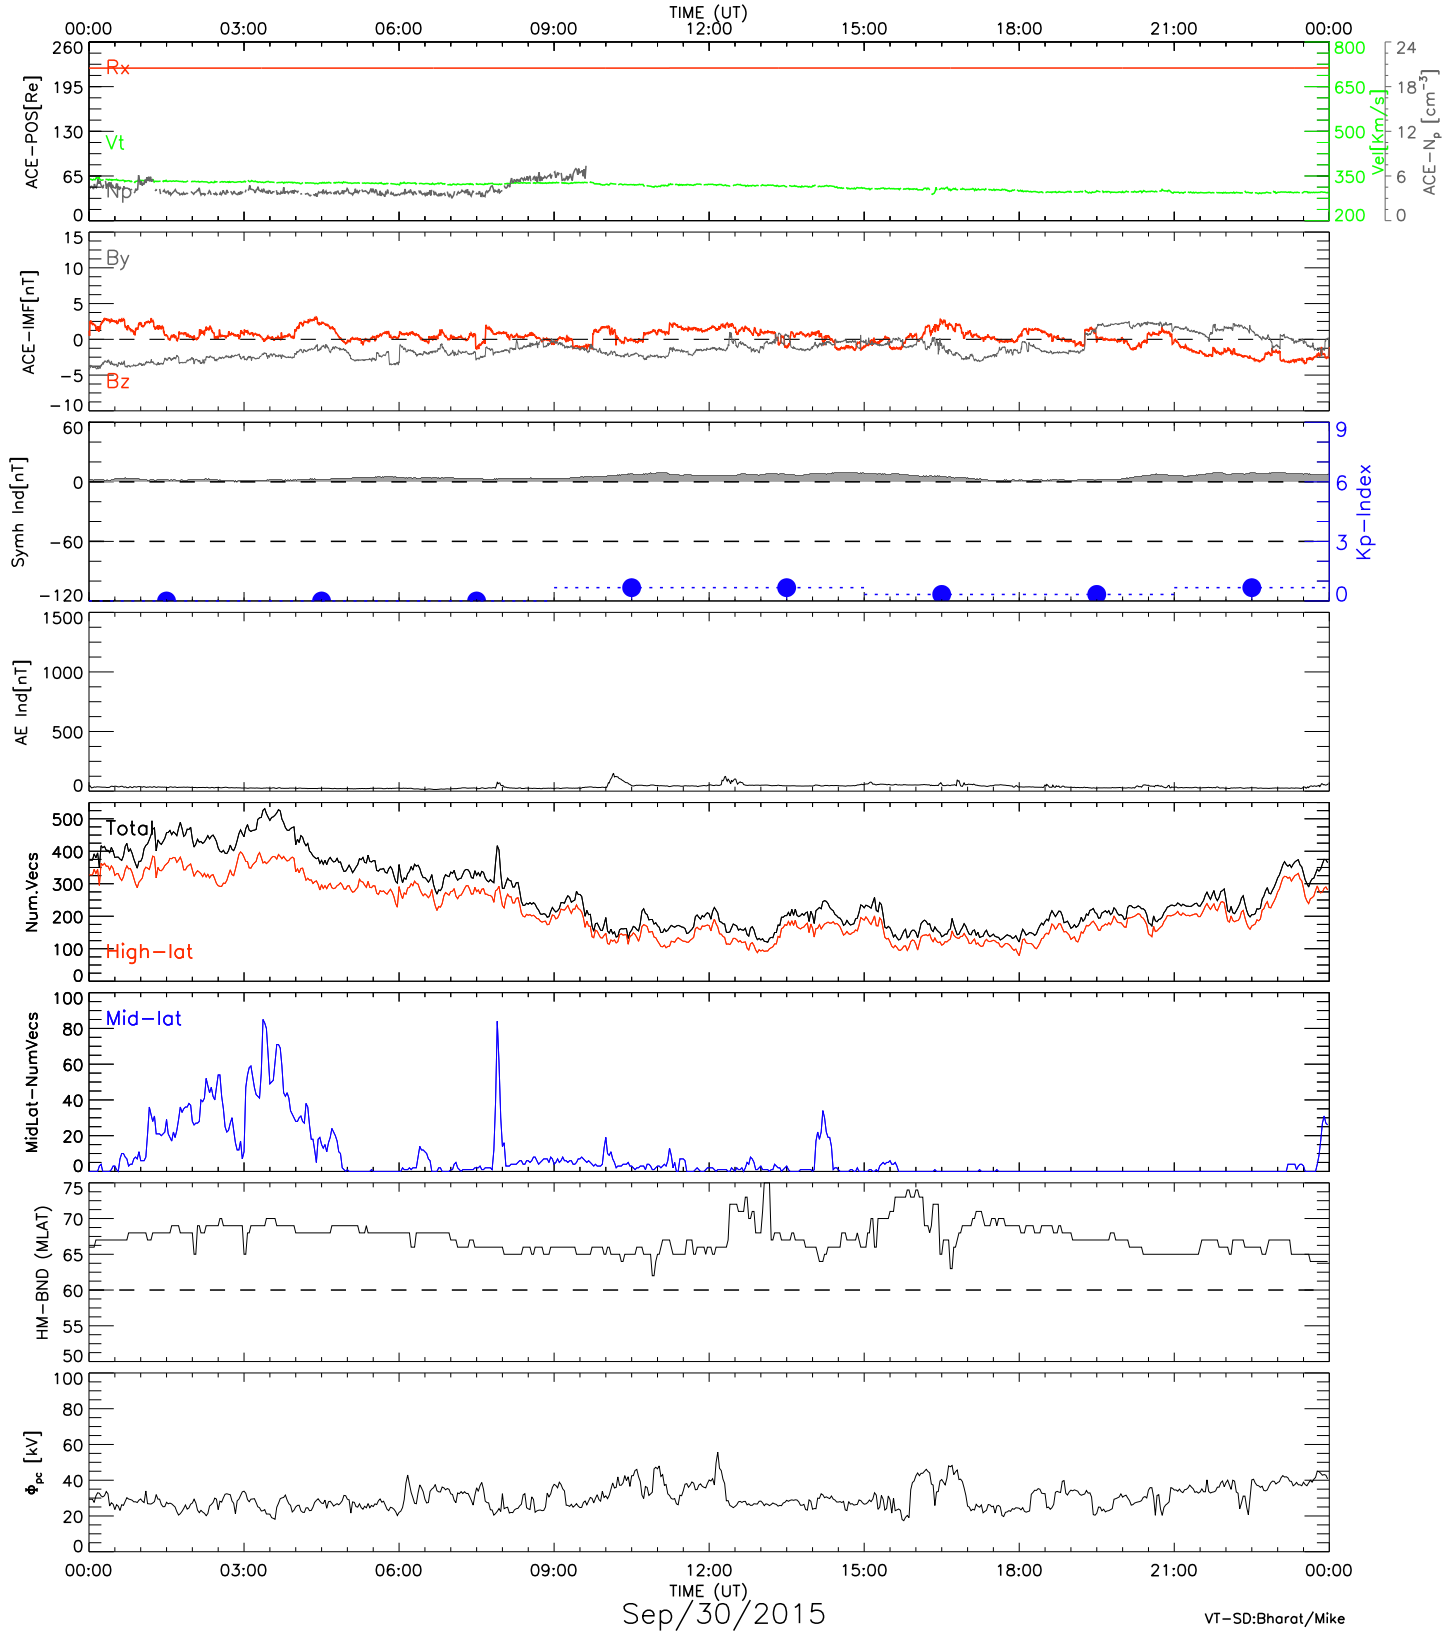 TIME (UT)
00:00 03:00 06:00 09:00 12:00 15:00 18:00 21:00 00:00
ACE-POS[Re]
260
195
130
65
0
Rx
Vt
Np
800
650
500
350
200
Vel[Km/s]
24
18
12
6
0
ACE-Np [cm-3]
ACE-IMF[nT]
15
10
5
0
-5
-10
By
Bz
Symh Ind[nT]
60
0
-60
-120
9
6
3
0
Kp-Index
AE Ind[nT]
1500
1000
500
0
Num.Vecs
500
400
300
200
100
0
Total
High-lat
MidLat-NumVecs
100
80
60
40
20
0
Mid-lat
HM-BND (MLAT)
75
70
65
60
55
50
Φpc [kV]
100
80
60
40
20
0
00:00 03:00 06:00 09:00 12:00 15:00 18:00 21:00 00:00
TIME (UT)
Sep/30/2015
VT-SD:Bharat/Mike